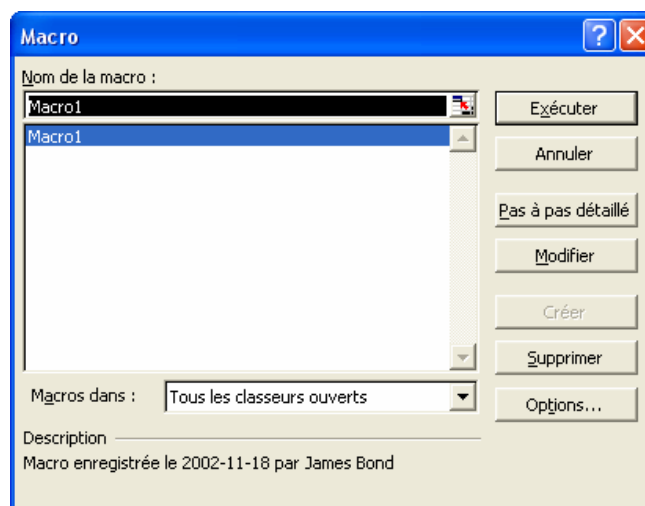 Macro
Nom de la macro :
Macro1
Macro1
Exécuter
Annuler
Pas à pas détaillé
Modifier
Créer
Supprimer
Macros dans :
Tous les classeurs ouverts
Options...
Description
Macro enregistrée le 2002-11-18 par James Bond